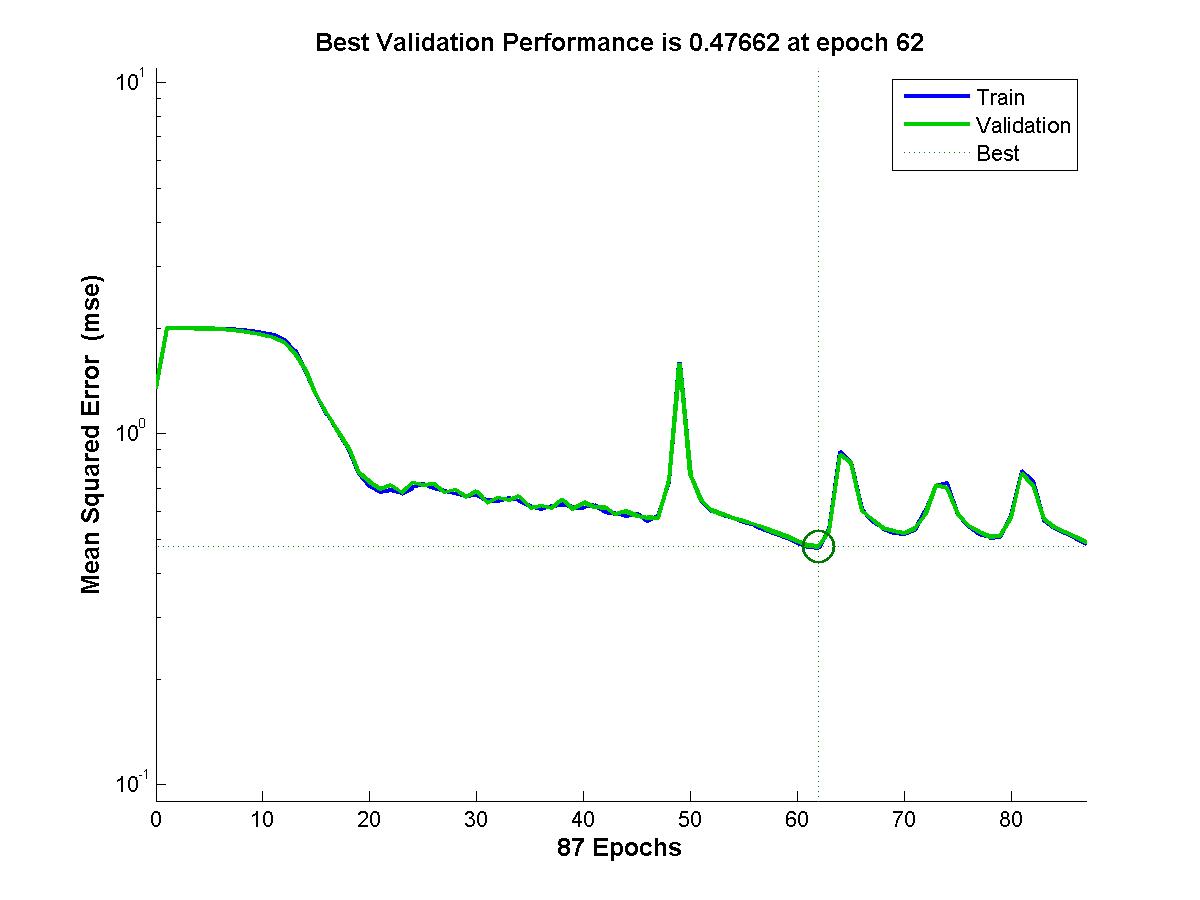 Best Validation Performance is 0.47662 at epoch 62
Train
Validation
Best
10^1
10^0
10^-1
Mean Squared Error (mse)
0 10 20 30 40 50 60 70 80
87 Epochs